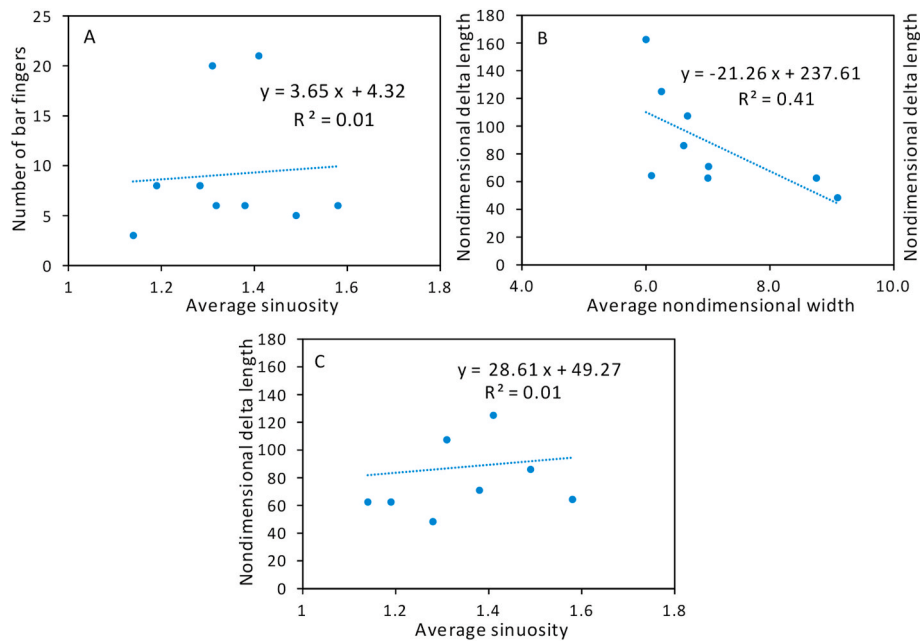 A
25
20
15
10
5
0
Number of bar fingers
y = 3.65 x + 4.32
R² = 0.01
1 1.2 1.4 1.6 1.8
Average sinuosity
B
180
160
140
120
100
80
60
40
20
0
Nondimensional delta length
y = -21.26 x + 237.61
R² = 0.41
4.0 6.0 8.0 10.0
Average nondimensional width
Nondimensional delta length
C
180
160
140
120
100
80
60
40
20
0
Nondimensional delta length
y = 28.61 x + 49.27
R² = 0.01
1 1.2 1.4 1.6 1.8
Average sinuosity